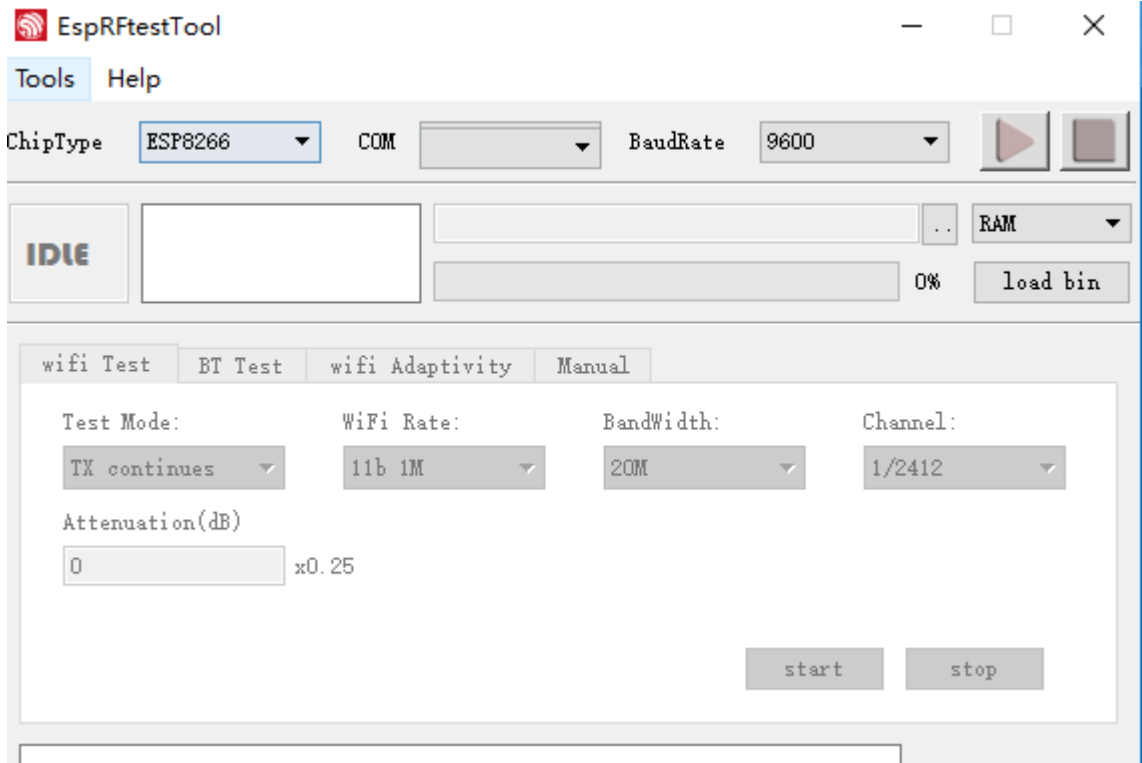 EspRFtestTool
Tools Help
ChipType ESP8266 COM BaudRate 9600
IDLE .. RAM
0% load bin
wifi Test BT Test wifi Adaptivity Manual
Test Mode: WiFi Rate: BandWidth: Channel:
TX continues 11b 1M 20M 1/2412
Attenuation(dB)
0 x0.25
start stop